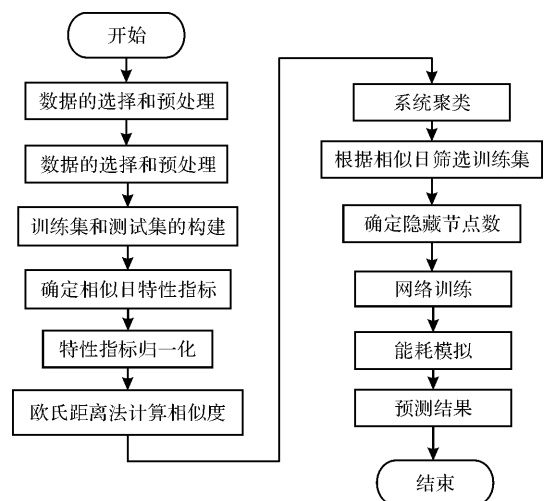 开始
数据的选择和预处理
数据的选择和预处理
训练集和测试集的构建
确定相似日特性指标
特性指标归一化
欧氏距离法计算相似度
系统聚类
根据相似日筛选训练集
确定隐藏节点数
网络训练
能耗模拟
预测结果
结束